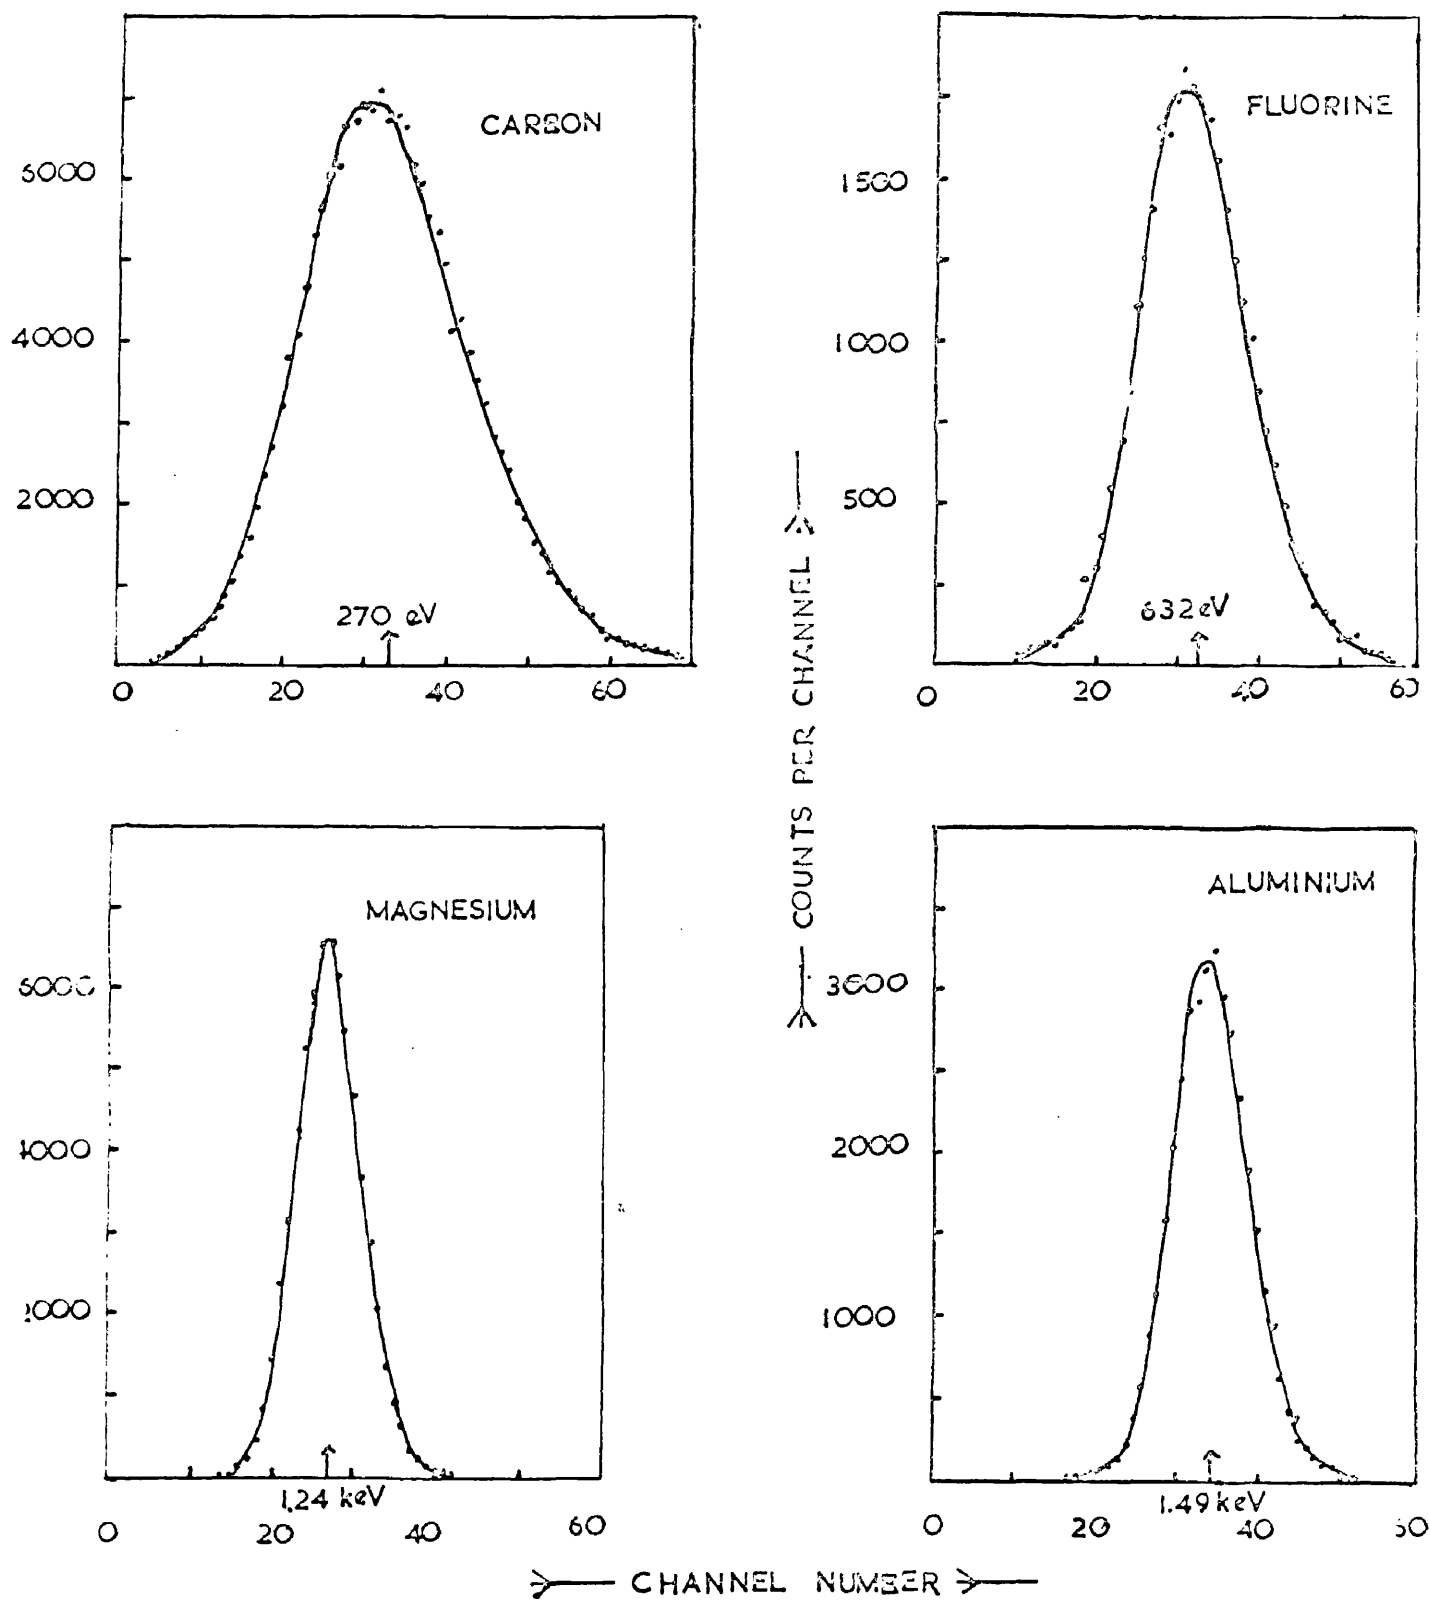 CARBON
6000
4000
2000
270 eV
0 20 40 60
FLUORINE
1500
1000
500
632 eV
0 20 40 60
COUNTS PER CHANNEL
MAGNESIUM
6000
4000
2000
1.24 keV
0 20 40 60
ALUMINIUM
3000
2000
1000
1.49 keV
0 20 40 60
CHANNEL NUMBER